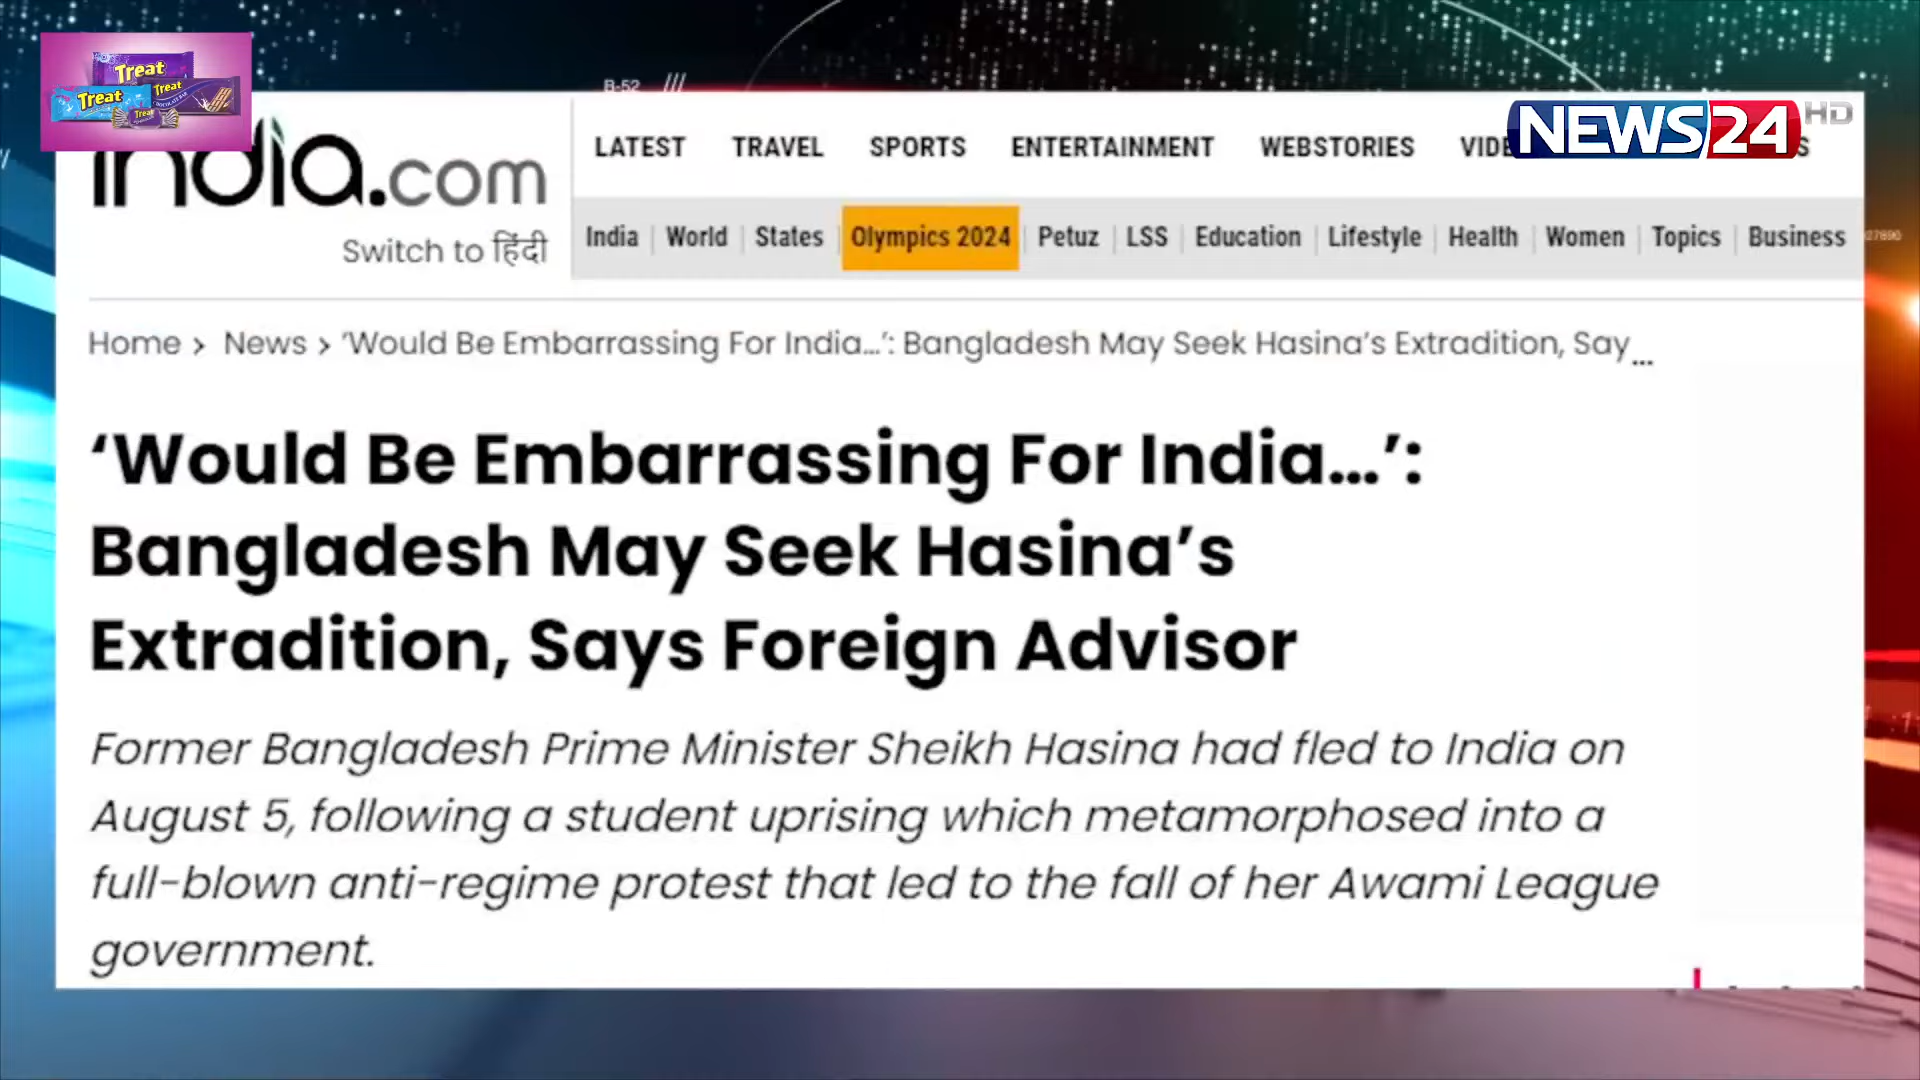 Treat
Treat
Treat
Treat
CHOCOLATE BAR
B-52
india.com
Switch to हिंदी
LATEST TRAVEL SPORTS ENTERTAINMENT WEBSTORIES
NEWS24 HD
India World States Olympics 2024 Petuz LSS Education Lifestyle Health Women Topics Business
Home > News > ‘Would Be Embarrassing For India...’: Bangladesh May Seek Hasina’s Extradition, Say...
‘Would Be Embarrassing For India...’:
Bangladesh May Seek Hasina’s
Extradition, Says Foreign Advisor
Former Bangladesh Prime Minister Sheikh Hasina had fled to India on
August 5, following a student uprising which metamorphosed into a
full-blown anti-regime protest that led to the fall of her Awami League
government.